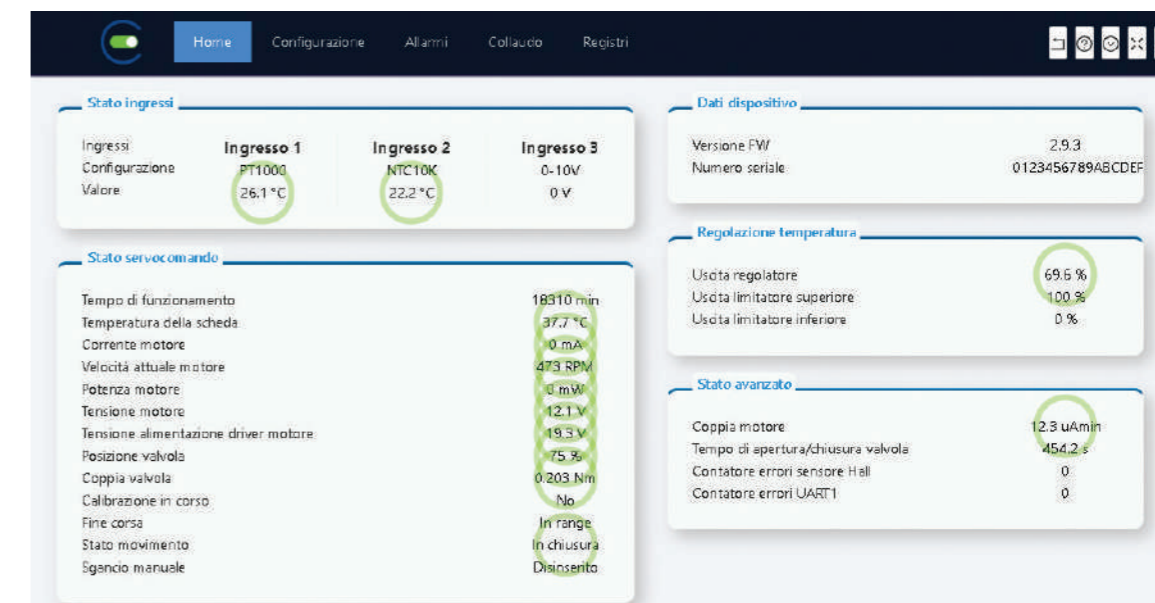 Home Configurazione Allarmi Collaudo Registri
Stato ingressi
Ingressi Ingresso 1 Ingresso 2 Ingresso 3
Configurazione PT1000 NTC10K 0-10V
Valore 26.1 °C 22.2 °C 0 V
Stato servocomando
Tempo di funzionamento 18310 min
Temperatura della scheda 37.7 °C
Corrente motore 0 mA
Velocità attuale motore 473 RPM
Potenza motore 0 mW
Tensione motore 12.1 V
Tensione alimentazione driver motore 19.3 V
Posizione valvola 75 %
Coppia valvola 0.203 Nm
Calibrazione in corso No
Fine corsa In range
Stato movimento In chiusura
Sgancio manuale Disinserito
Dati dispositivo
Versione FW 2.9.3
Numero seriale 0123456789ABCDEF
Regolazione temperatura
Uscita regolatore 69.6 %
Uscita limitatore superiore 100 %
Uscita limitatore inferiore 0 %
Stato avanzato
Coppia motore 12.3 uAmin
Tempo di apertura/chiusura valvola 454.2 s
Contatore errori sensore Hall 0
Contatore errori UART1 0